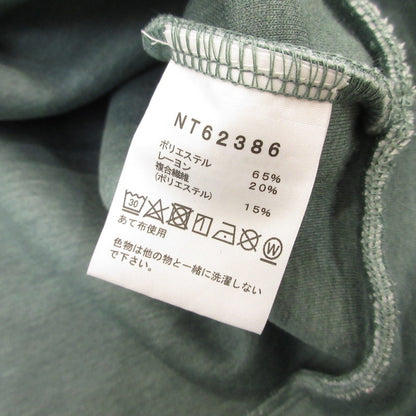 NT62386
ポリエステル 65%
レーヨン 20%
複合繊維
(ポリエステル) 15%
30 W
あて布使用
色物は他の物と一緒に洗濯しない
で下さい。